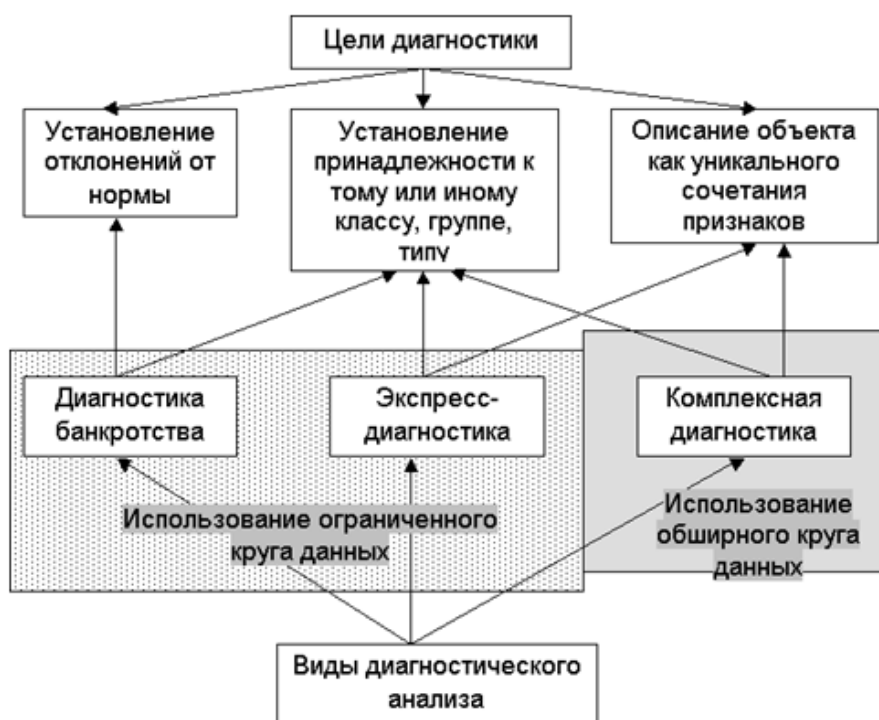 Цели диагностики
Установление
отклонений от
нормы
Установление
принадлежности к
тому или иному
классу, группе,
типу
Описание объекта
как уникального
сочетания
признаков
Диагностика
банкротства
Экспресс-
диагностика
Комплексная
диагностика
Использование ограниченного
круга данных
Использование
обширного круга
данных
Виды диагностического
анализа